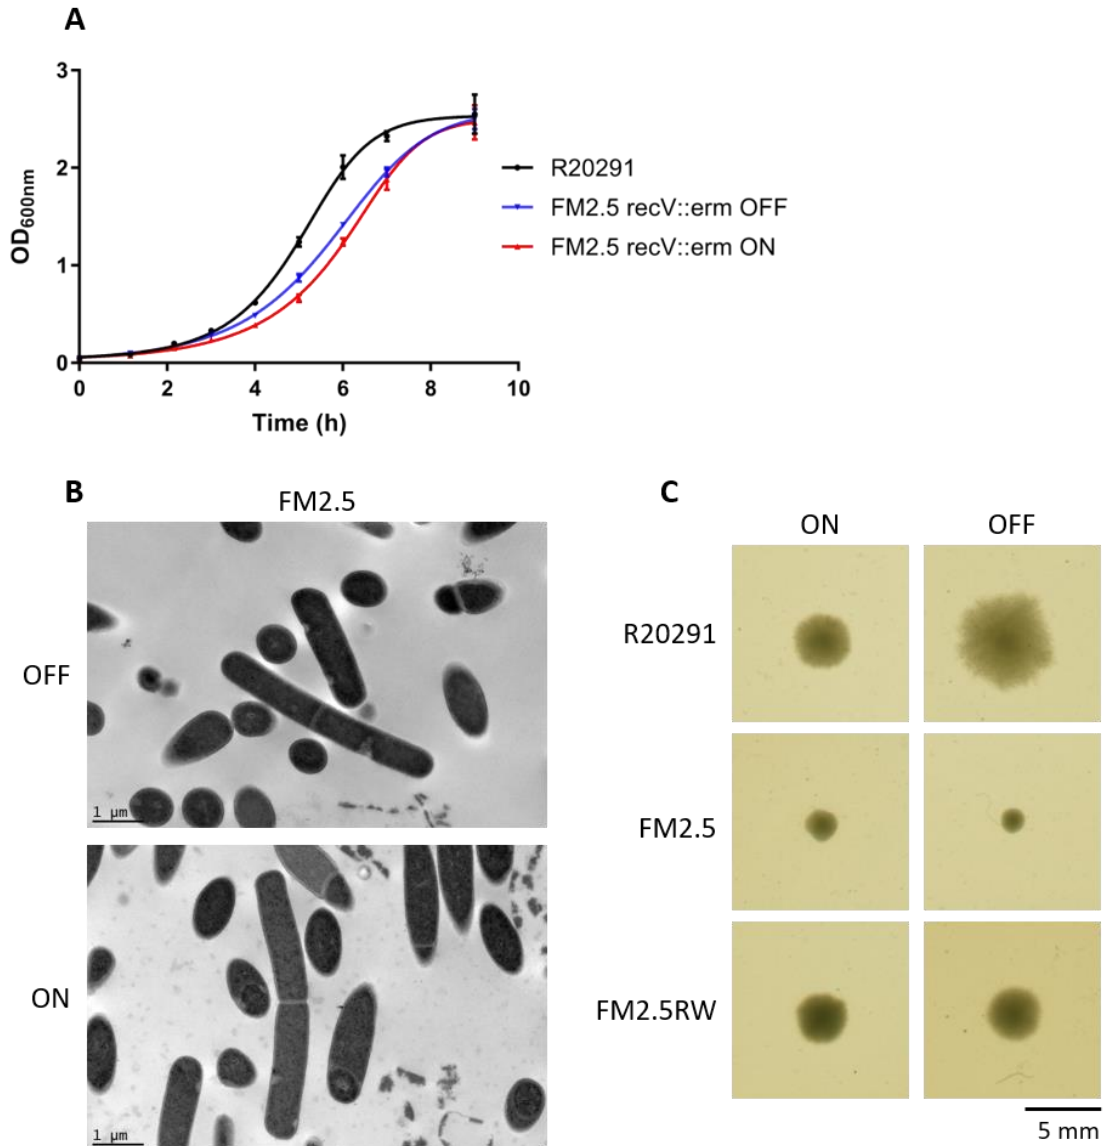 A
3
2
1
0
OD600nm
0
2
4
6
8
10
Time (h)
R20291
FM2.5 recV::erm OFF
FM2.5 recV::erm ON
B
FM2.5
OFF
1 µm
ON
1 µm
C
ON OFF
R20291
FM2.5
FM2.5RW
5 mm